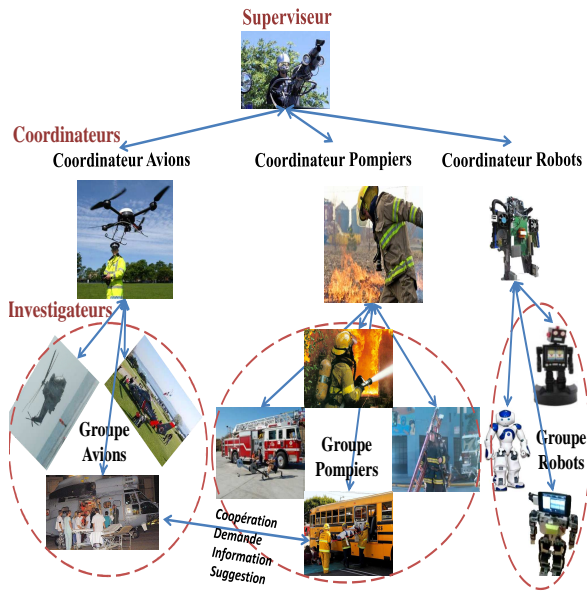 Superviseur
Coordinateurs
Coordinateur Avions
Coordinateur Pompiers
Coordinateur Robots
Investigateurs
Groupe
Avions
Groupe
Pompiers
Groupe
Robots
Coopération
Demande
Information
Suggestion